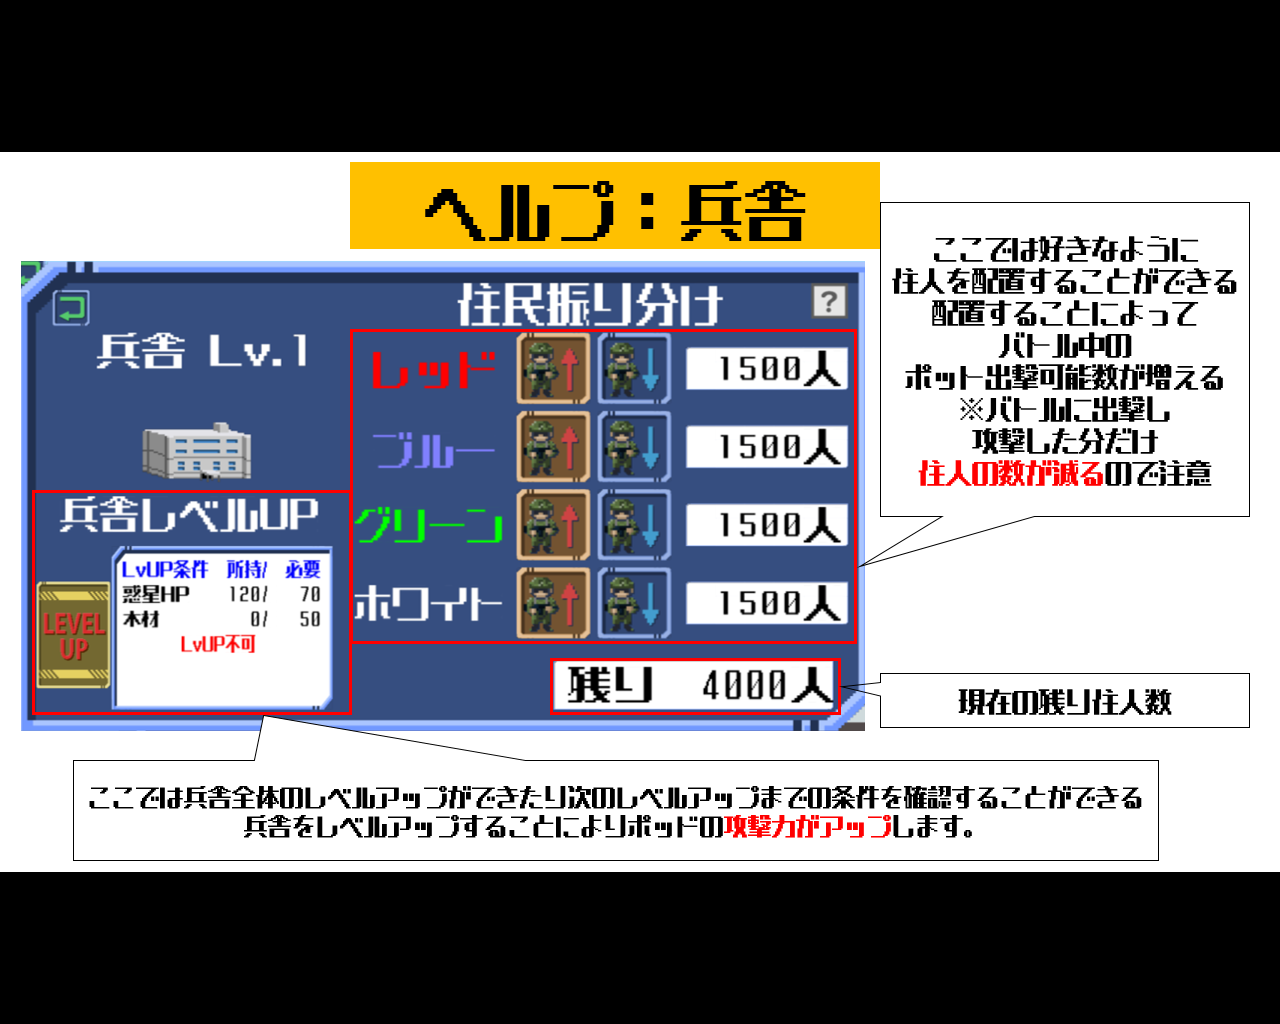 ヘルプ：兵舎
ここでは好きなように
住人を配置することができる
配置することによって
バトル中の
ポット出撃可能数が増える
※バトルに出撃し
攻撃した分だけ
住人の数が減るので注意
住民振り分け
?
兵舎 Lv.1
レッド 1500人
ブルー 1500人
グリーン 1500人
ホワイト 1500人
兵舎レベルUP
LvUP条件 所持/ 必要
惑星HP 120/ 70
木材 0/ 50
LvUP不可
LEVEL
UP
残り 4000人
現在の残り住人数
ここでは兵舎全体のレベルアップができたり次のレベルアップまでの条件を確認することができる
兵舎をレベルアップすることによりポッドの攻撃力がアップします。